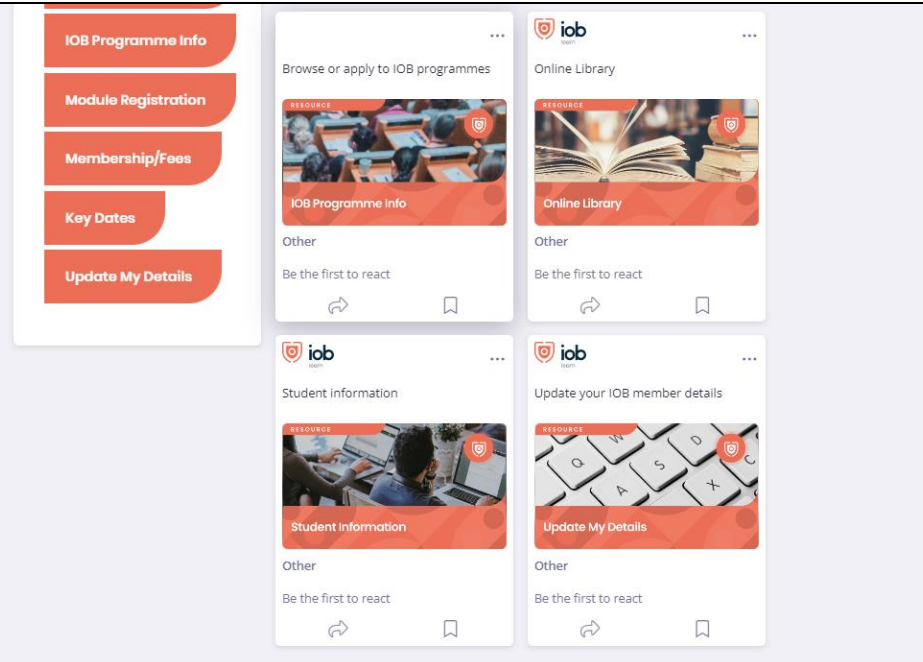 IOB Programme Info
Module Registration
Membership/Fees
Key Dates
Update My Details
...
Browse or apply to IOB programmes
RESOURCE
IOB Programme Info
Other
Be the first to react
iob
learn
...
Online Library
RESOURCE
Online Library
Other
Be the first to react
iob
learn
...
Student information
RESOURCE
Student Information
Other
Be the first to react
iob
learn
...
Update your IOB member details
RESOURCE
Q W A S D X C
Update My Details
Other
Be the first to react